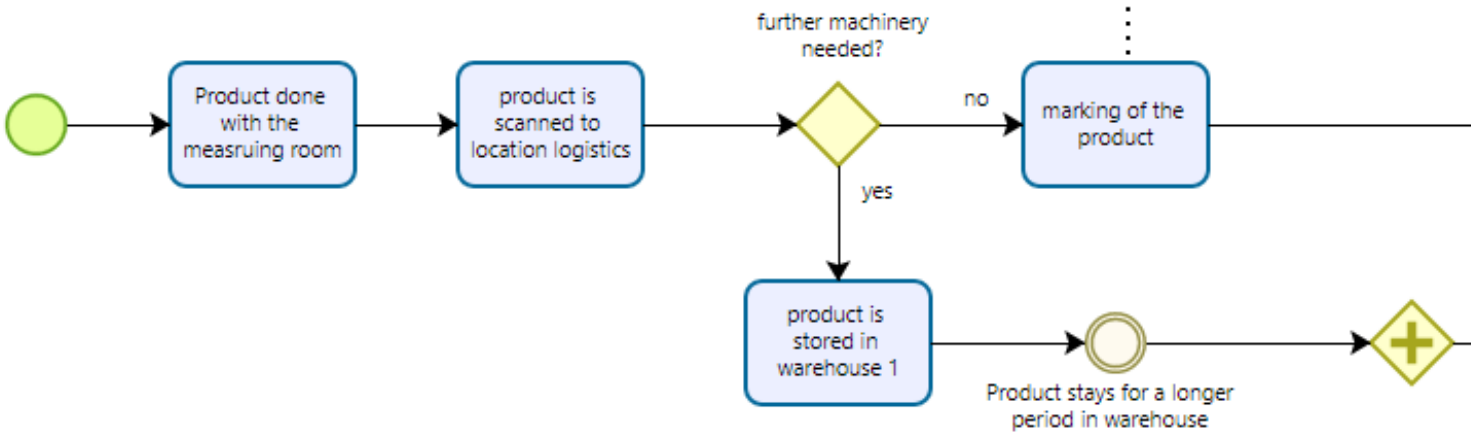 further machinery
needed?
Product done
with the
measruing room
product is
scanned to
location logistics
no
marking of the
product
yes
product is
stored in
warehouse 1
Product stays for a longer
period in warehouse